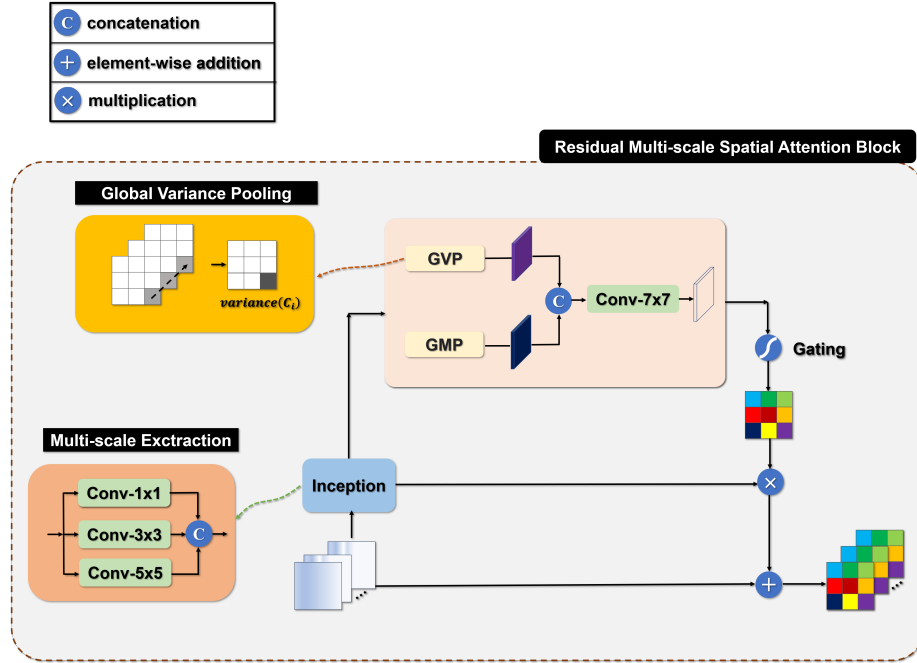 C concatenation
+ element-wise addition
× multiplication
Residual Multi-scale Spatial Attention Block
Global Variance Pooling
variance(Cᵢ)
GVP
GMP
C
Conv-7x7
Gating
Multi-scale Exctraction
Conv-1x1
Conv-3x3
Conv-5x5
C
Inception
×
...
+
...